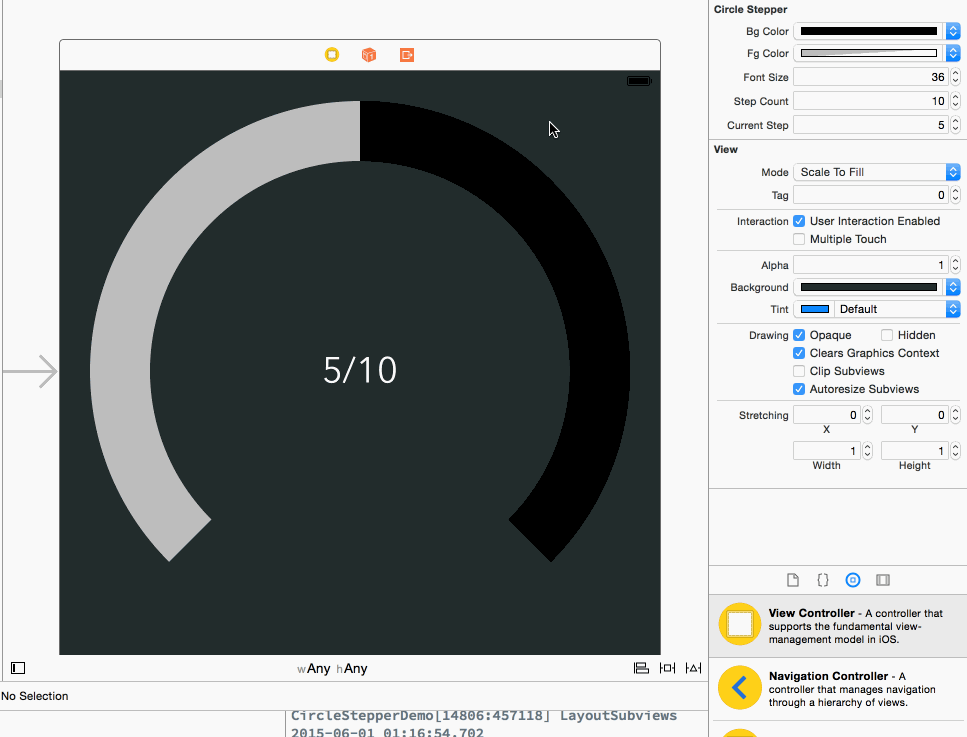 Circle Stepper
Bg Color
Fg Color
Font Size 36
Step Count 10
Current Step 5
View
Mode Scale To Fill
Tag 0
Interaction User Interaction Enabled
Multiple Touch
Alpha 1
Background
Tint Default
Drawing Opaque Hidden
Clears Graphics Context
Clip Subviews
Autoresize Subviews
Stretching 0 0
X Y
1 1
Width Height
5/10
View Controller - A controller that
supports the fundamental view-
management model in iOS.
Navigation Controller - A
controller that manages navigation
through a hierarchy of views.
wAny hAny
No Selection
CircleStepperDemo[14806:457118] LayoutSubviews
2015-06-01 01:16:54.702